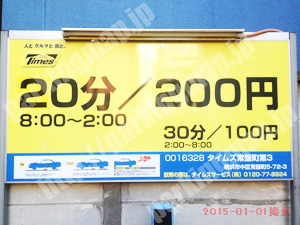 人と クルマと 街と。
Times
20分／200円
8:00〜2:00
30分／100円
2:00〜8:00
0016328 タイムズ常盤町第3
横浜市中区常盤町5-72-3
故障の際は、タイムズサービス(株) 0120-77-8924
2015-01-01撮